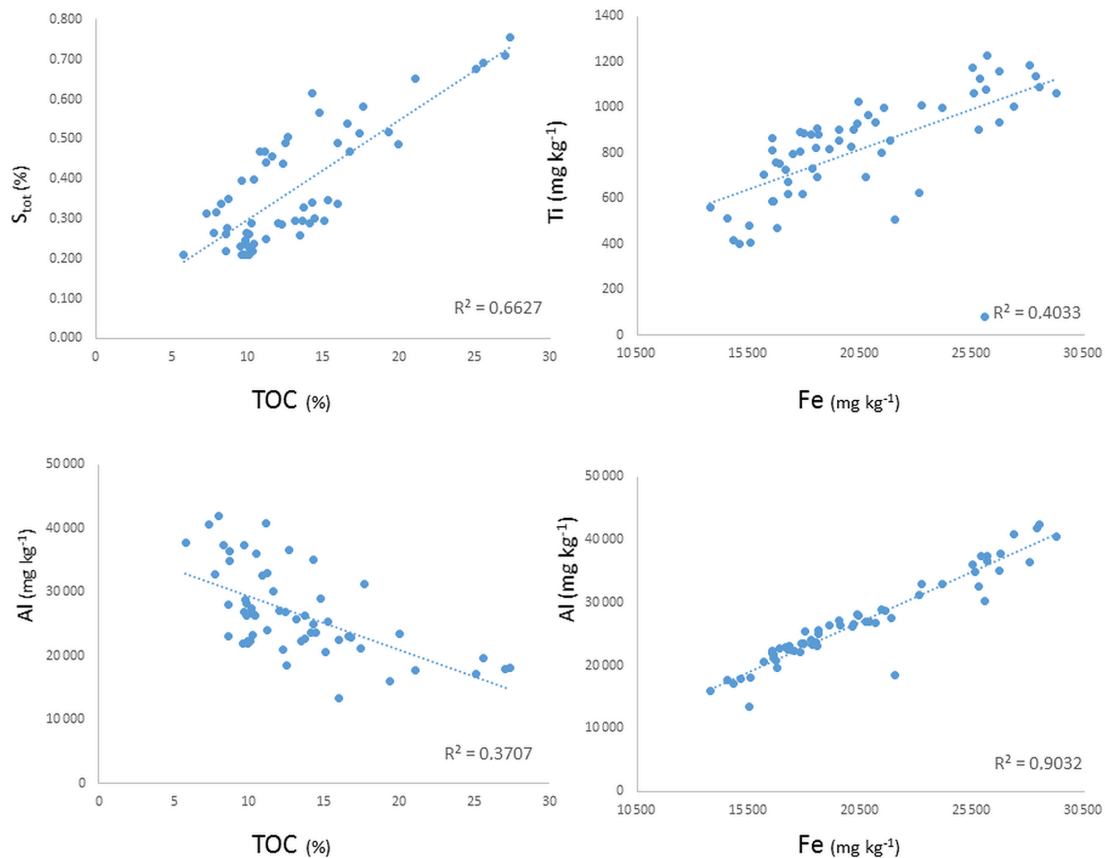 0.800
0.700
0.600
0.500
0.400
0.300
0.200
0.100
0.000
S_tot (%)
R² = 0,6627
0 5 10 15 20 25 30
TOC (%)
1400
1200
1000
800
600
400
200
0
Ti (mg kg⁻¹)
R² = 0,4033
10 500 15 500 20 500 25 500 30 500
Fe (mg kg⁻¹)
50 000
40 000
30 000
20 000
10 000
0
Al (mg kg⁻¹)
R² = 0,3707
0 5 10 15 20 25 30
TOC (%)
50 000
40 000
30 000
20 000
10 000
0
Al (mg kg⁻¹)
R² = 0,9032
10 500 15 500 20 500 25 500 30 500
Fe (mg kg⁻¹)